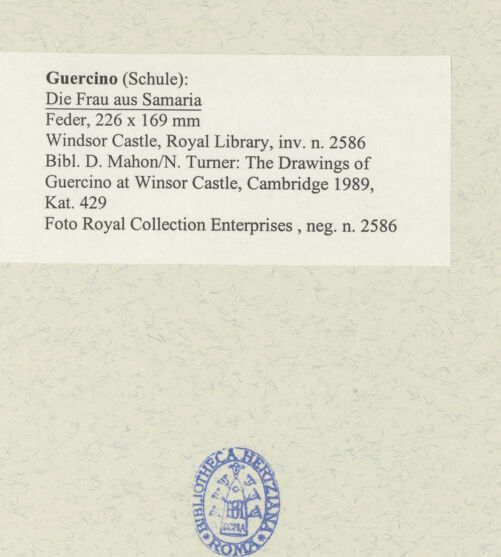 Guercino (Schule):
Die Frau aus Samaria
Feder, 226 x 169 mm
Windsor Castle, Royal Library, inv. n. 2586
Bibl. D. Mahon/N. Turner: The Drawings of
Guercino at Winsor Castle, Cambridge 1989,
Kat. 429
Foto Royal Collection Enterprises , neg. n. 2586
BIBLIOTHECA HERTZIANA
ROMA